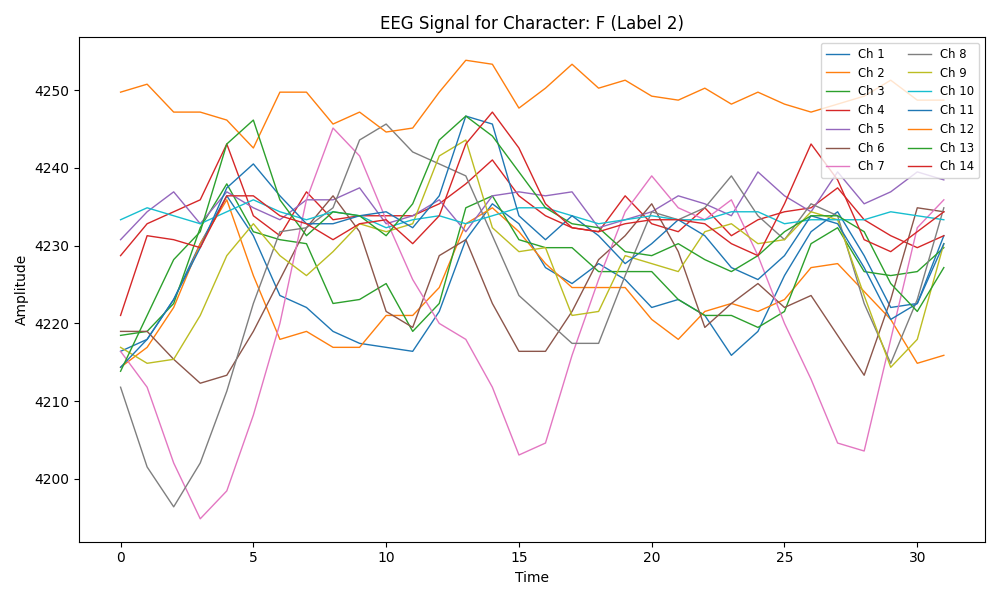 EEG Signal for Character: F (Label 2)
Amplitude
4250
4240
4230
4220
4210
4200
0
5
10
15
20
25
30
Time
Ch 1
Ch 2
Ch 3
Ch 4
Ch 5
Ch 6
Ch 7
Ch 8
Ch 9
Ch 10
Ch 11
Ch 12
Ch 13
Ch 14